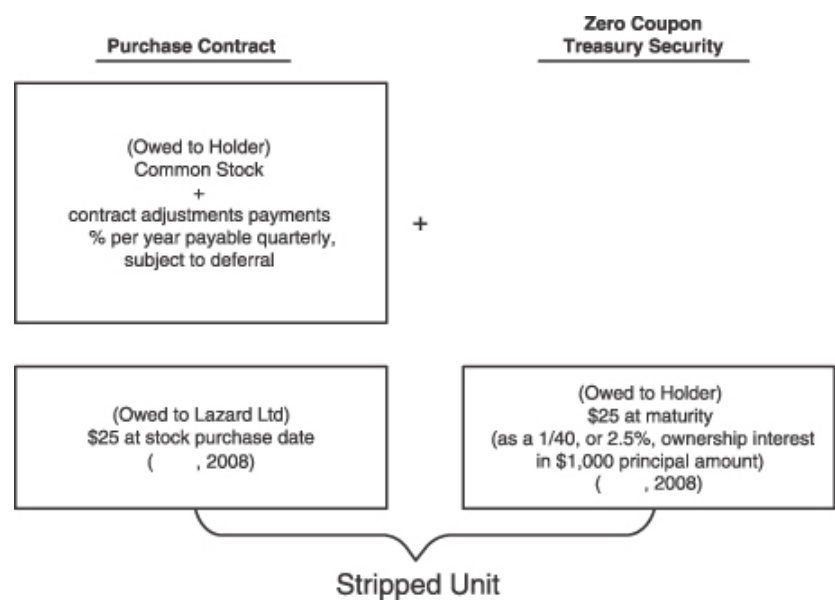 Purchase Contract
Zero Coupon
Treasury Security
(Owed to Holder)
Common Stock
+
contract adjustments payments
% per year payable quarterly,
subject to deferral
+
(Owed to Lazard Ltd)
$25 at stock purchase date
( , 2008)
(Owed to Holder)
$25 at maturity
(as a 1/40, or 2.5%, ownership interest
in $1,000 principal amount)
( , 2008)
Stripped Unit